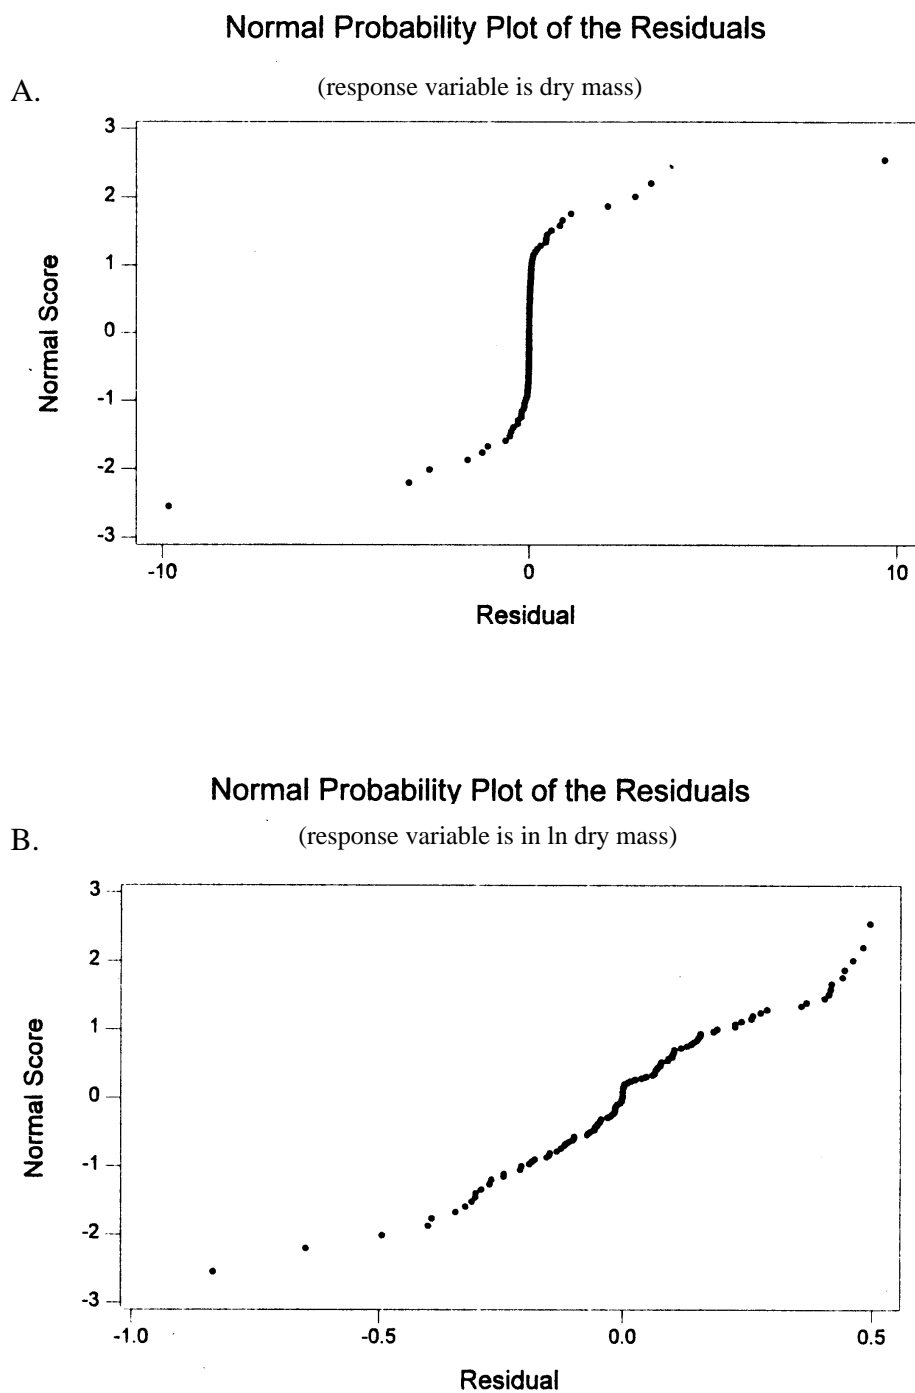 Normal Probability Plot of the Residuals
A.
(response variable is dry mass)
3
2
1
0
-1
-2
-3
Normal Score
-10
0
10
Residual
Normal Probability Plot of the Residuals
B.
(response variable is in ln dry mass)
3
2
1
0
-1
-2
-3
Normal Score
-1.0
-0.5
0.0
0.5
Residual